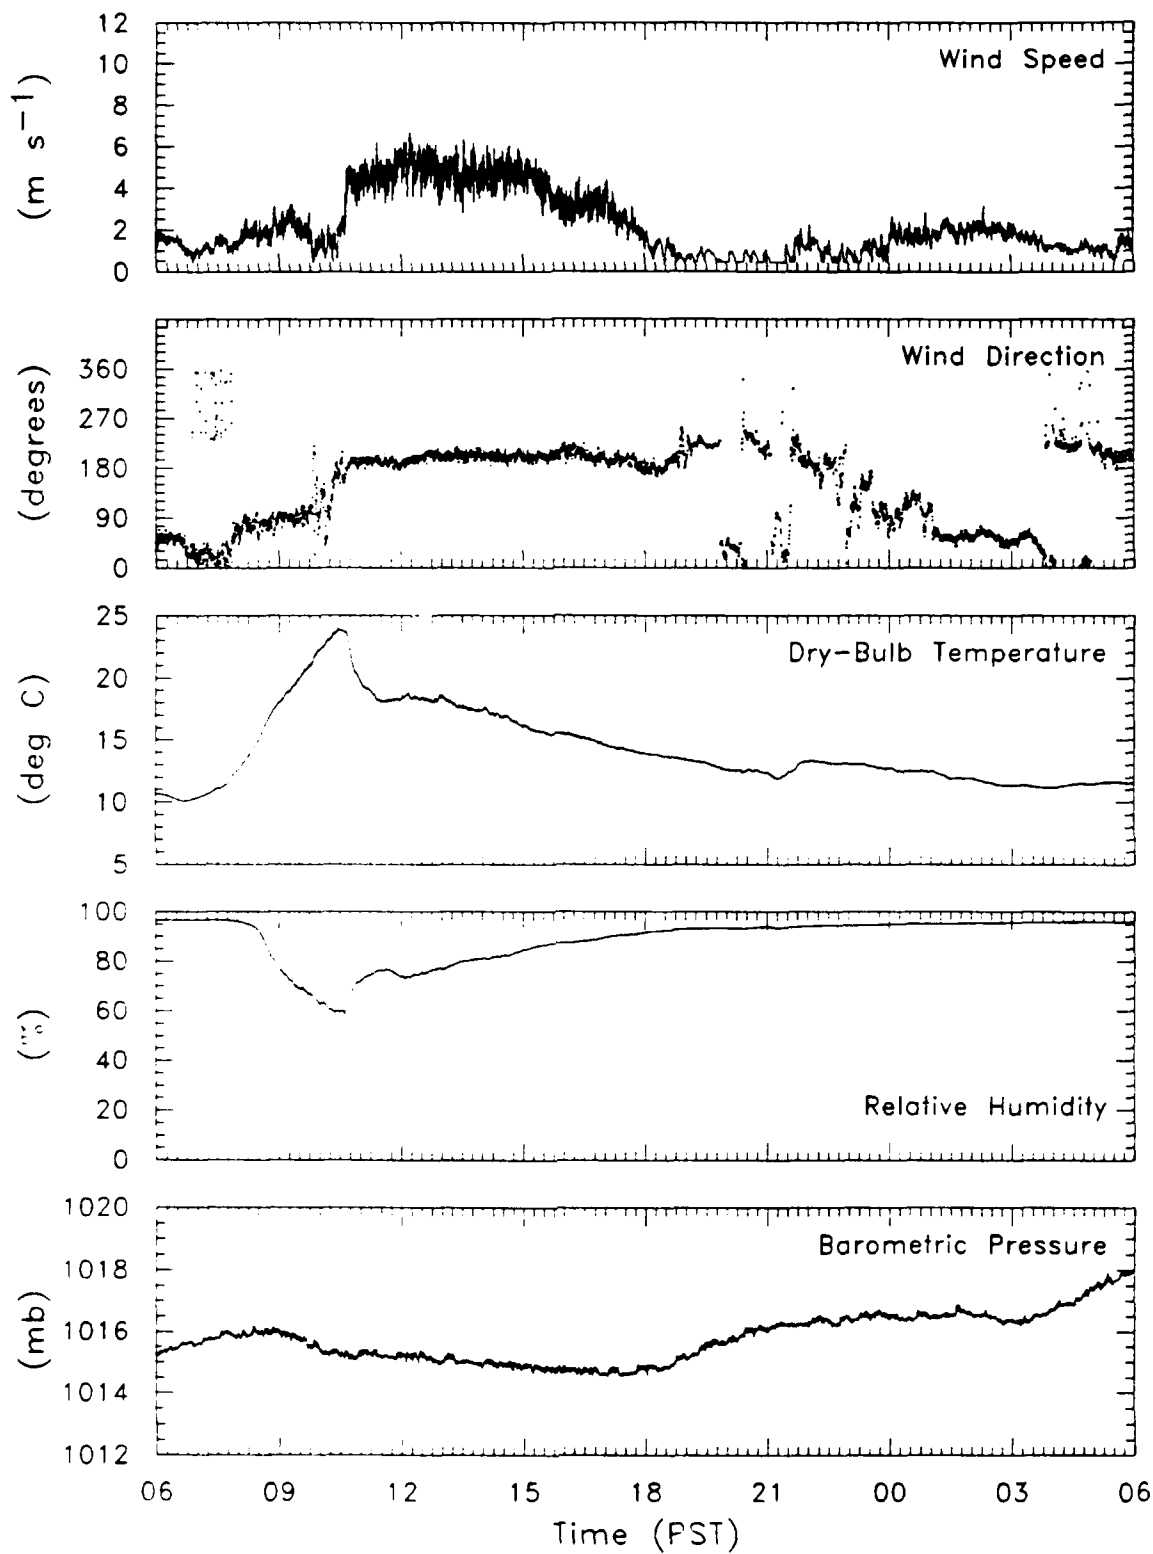 12
10
8
6
4
2
0
(m s−1)
Wind Speed
360
270
180
90
0
(degrees)
Wind Direction
25
20
15
10
5
(deg C)
Dry−Bulb Temperature
100
80
60
40
20
0
(%)
Relative Humidity
1020
1018
1016
1014
1012
(mb)
Barometric Pressure
06 09 12 15 18 21 00 03 06
Time (PST)